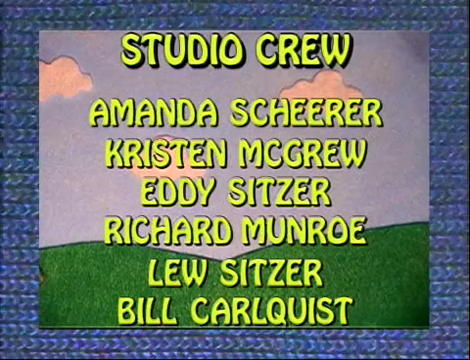 STUDIO CREW
AMANDA SCHEERER
KRISTEN MCGREW
EDDY SITZER
RICHARD MUNROE
LEW SITZER
BILL CARLQUIST